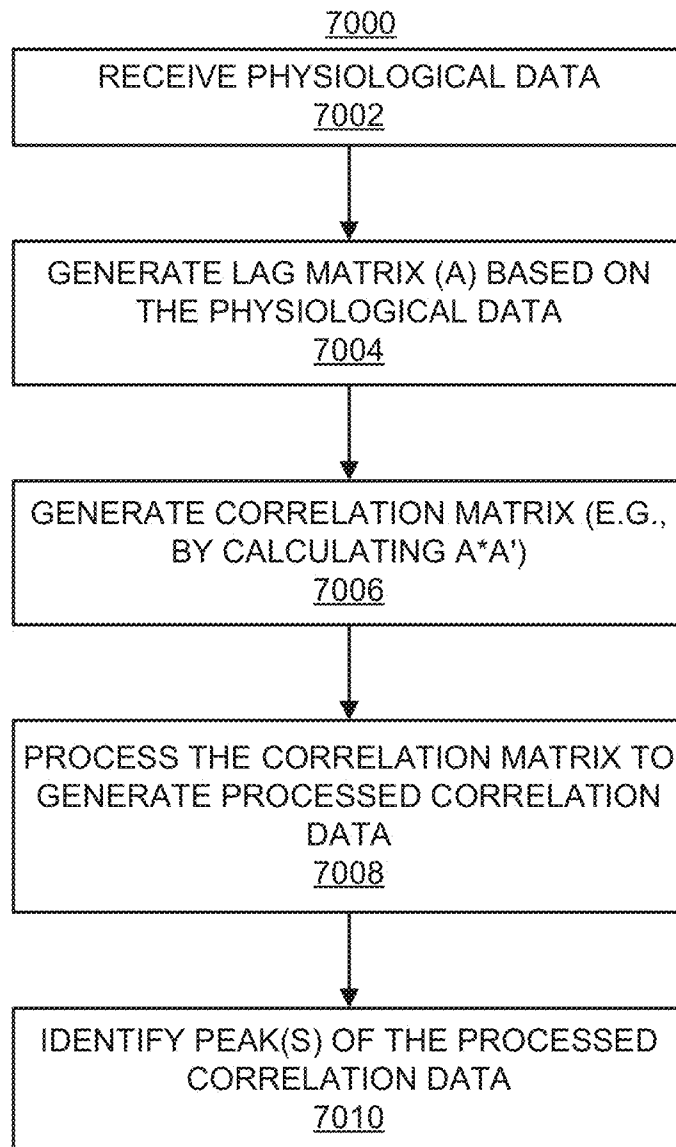 7000
RECEIVE PHYSIOLOGICAL DATA
7002
GENERATE LAG MATRIX (A) BASED ON
THE PHYSIOLOGICAL DATA
7004
GENERATE CORRELATION MATRIX (E.G.,
BY CALCULATING A*A')
7006
PROCESS THE CORRELATION MATRIX TO
GENERATE PROCESSED CORRELATION
DATA
7008
IDENTIFY PEAK(S) OF THE PROCESSED
CORRELATION DATA
7010